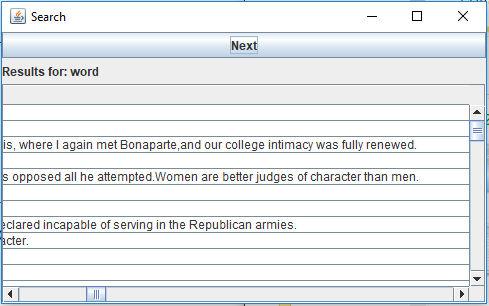 Search
Next
Results for: word
is, where I again met Bonaparte,and our college intimacy was fully renewed.
s opposed all he attempted.Women are better judges of character than men.
eclared incapable of serving in the Republican armies.
acter.